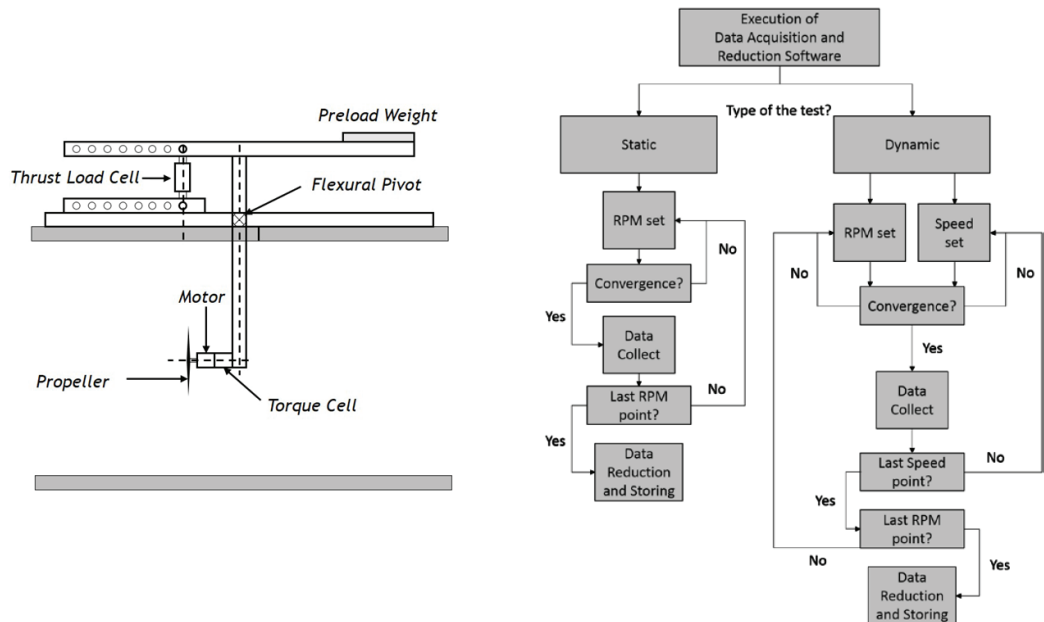 Preload Weight
Thrust Load Cell
Flexural Pivot
Motor
Propeller
Torque Cell
Execution of
Data Acquisition and
Reduction Software
Type of the test?
Static
RPM set
No
Convergence?
Yes
Data
Collect
Last RPM
point?
No
Yes
Data
Reduction
and Storing
Dynamic
RPM set
Speed
set
No
No
Convergence?
Yes
Data
Collect
Last Speed
point?
No
Yes
Last RPM
point?
No
Yes
Data
Reduction
and Storing